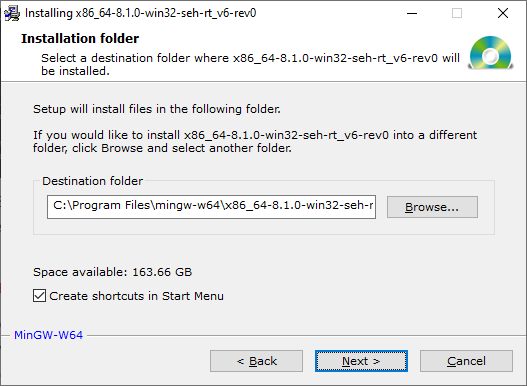 Installing x86_64-8.1.0-win32-seh-rt_v6-rev0
Installation folder
Select a destination folder where x86_64-8.1.0-win32-seh-rt_v6-rev0 will
be installed.
Setup will install files in the following folder.
If you would like to install x86_64-8.1.0-win32-seh-rt_v6-rev0 into a different
folder, click Browse and select another folder.
Destination folder
C:\Program Files\mingw-w64\x86_64-8.1.0-win32-seh-r
Browse...
Space available: 163.66 GB
Create shortcuts in Start Menu
MinGW-W64
< Back
Next >
Cancel